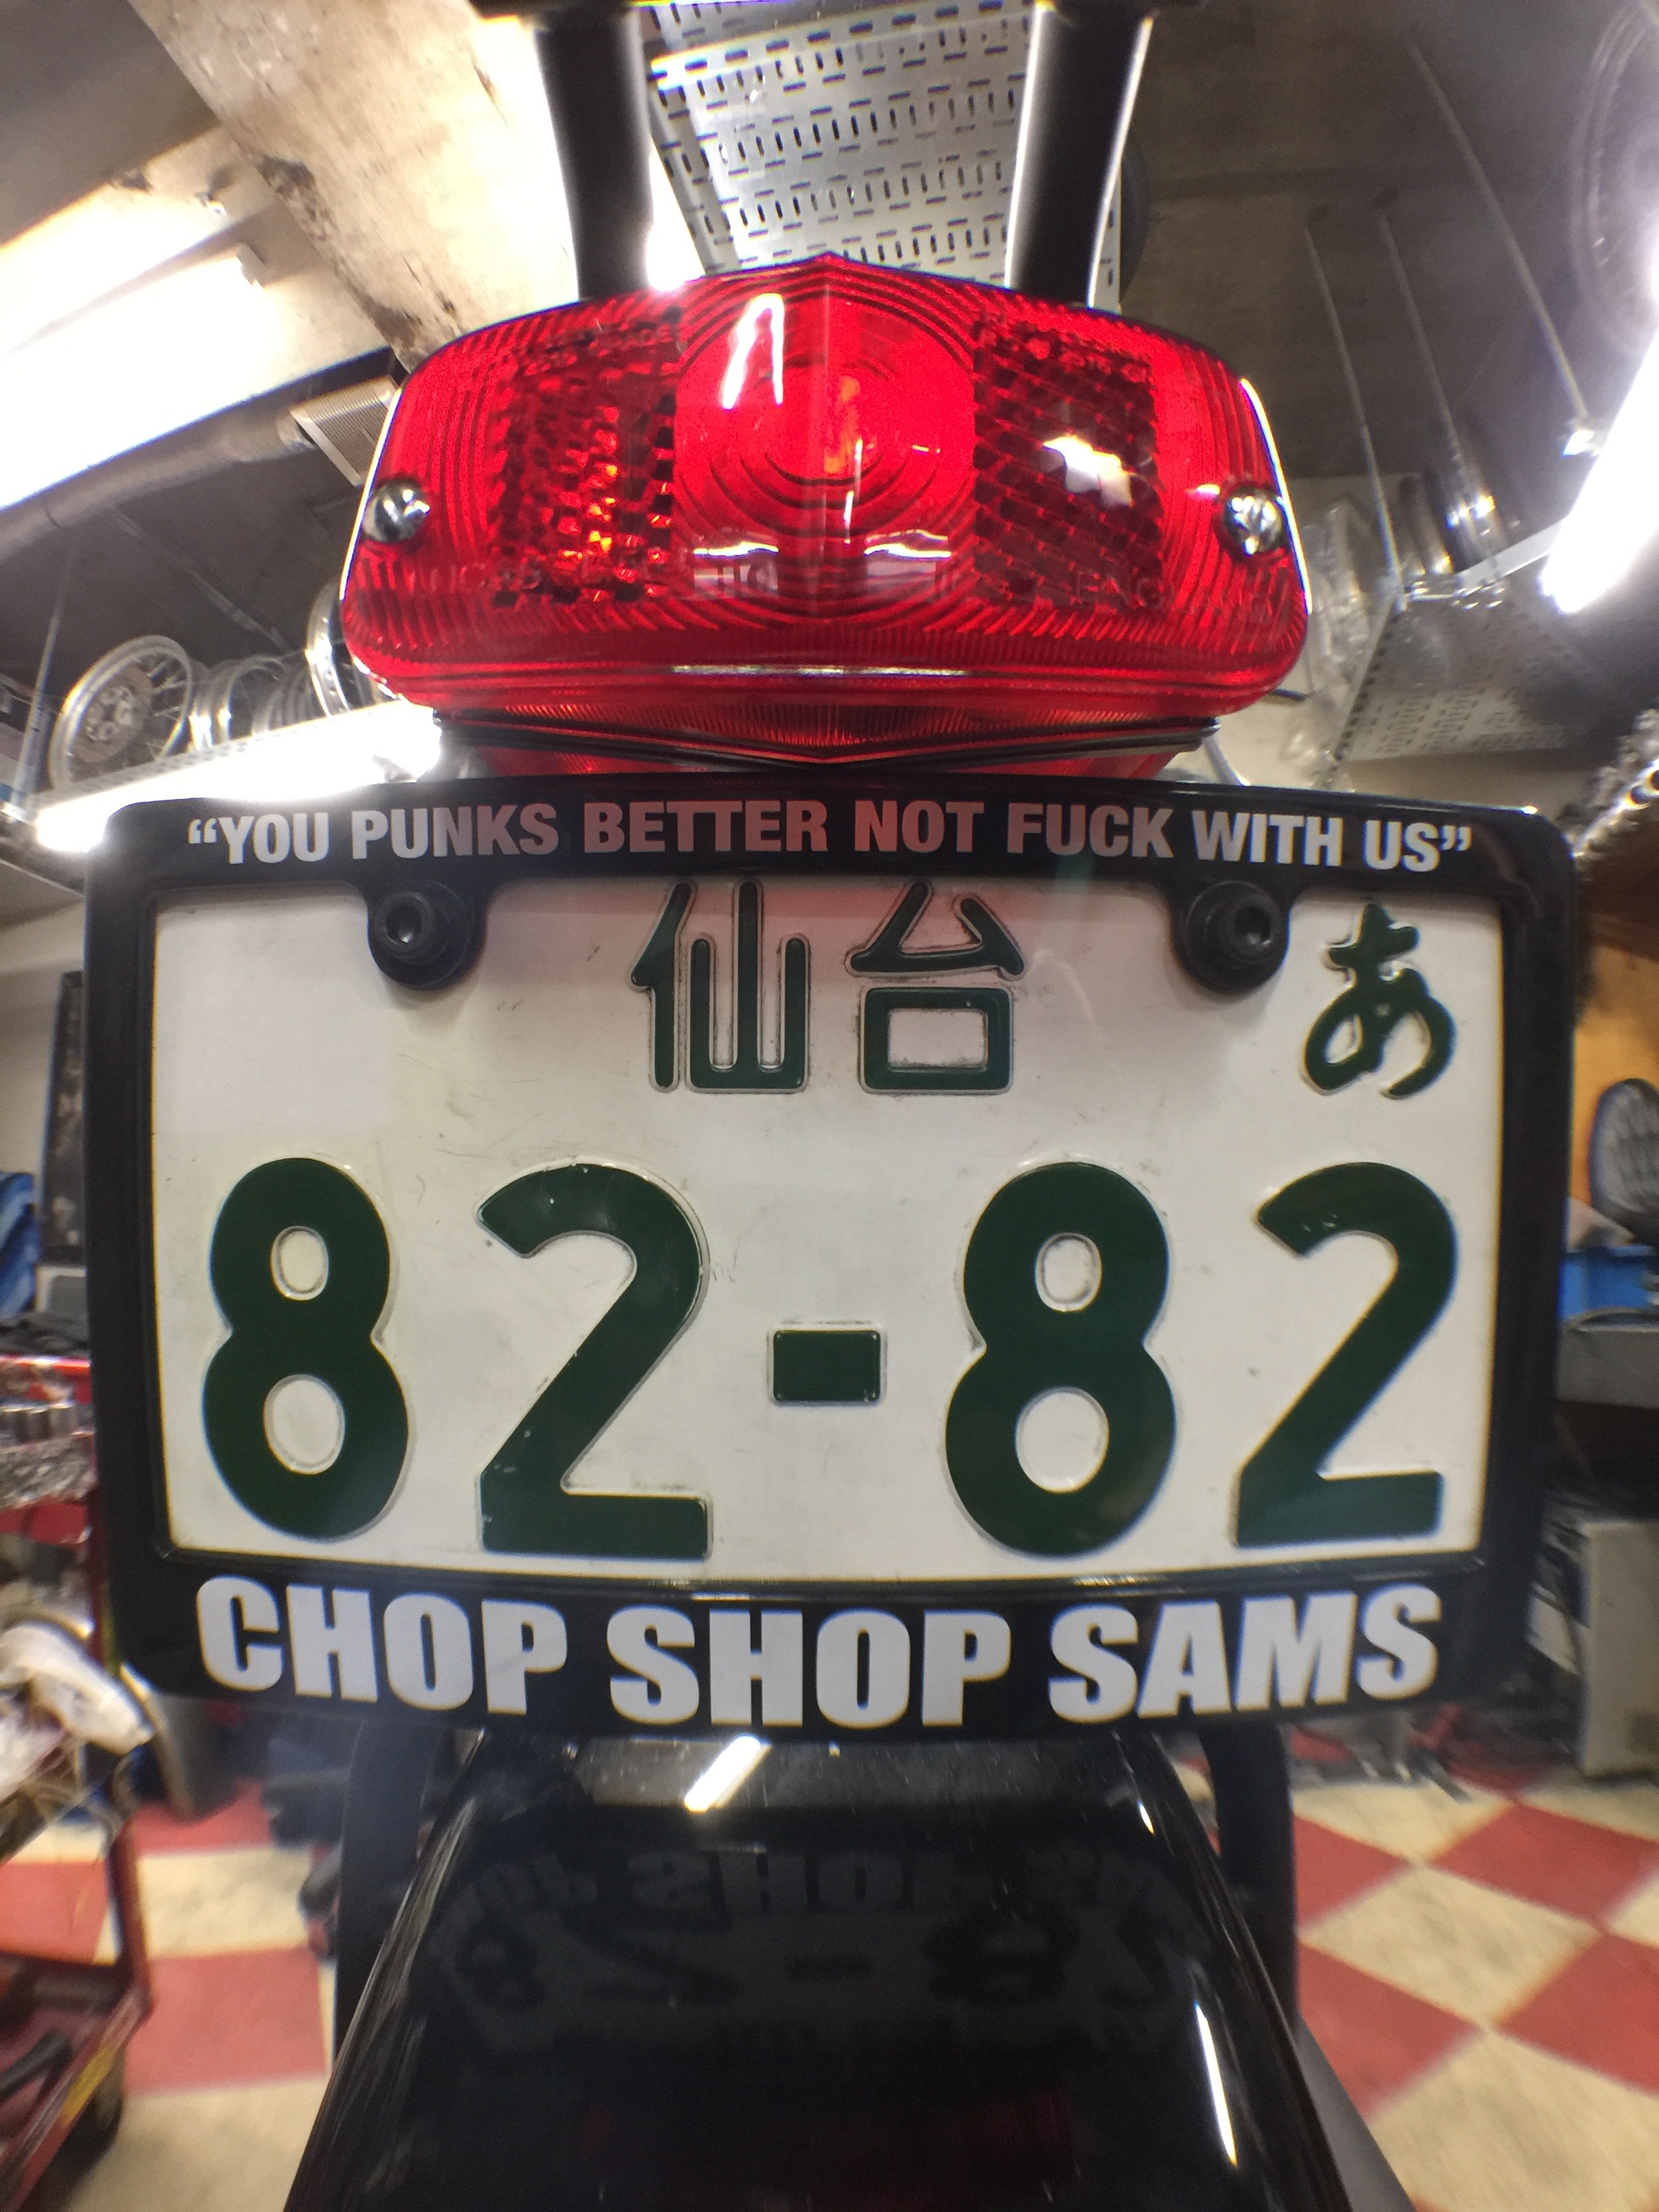 “YOU PUNKS BETTER NOT FUCK WITH US”
仙台 あ
82-82
CHOP SHOP SAMS